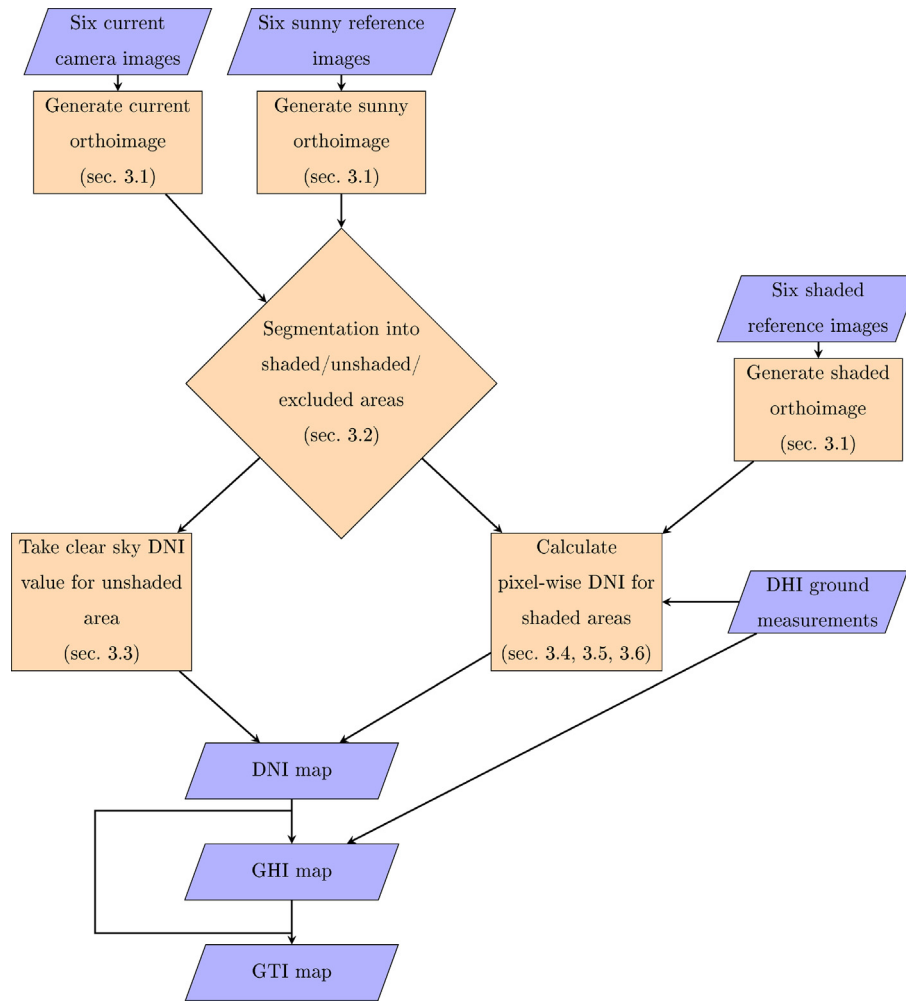 Six current
camera images
Six sunny reference
images
Generate current
orthoimage
(sec. 3.1)
Generate sunny
orthoimage
(sec. 3.1)
Segmentation into
shaded/unshaded/
excluded areas
(sec. 3.2)
Six shaded
reference images
Generate shaded
orthoimage
(sec. 3.1)
Take clear sky DNI
value for unshaded
area
(sec. 3.3)
Calculate
pixel-wise DNI for
shaded areas
(sec. 3.4, 3.5, 3.6)
DHI ground
measurements
DNI map
GHI map
GTI map